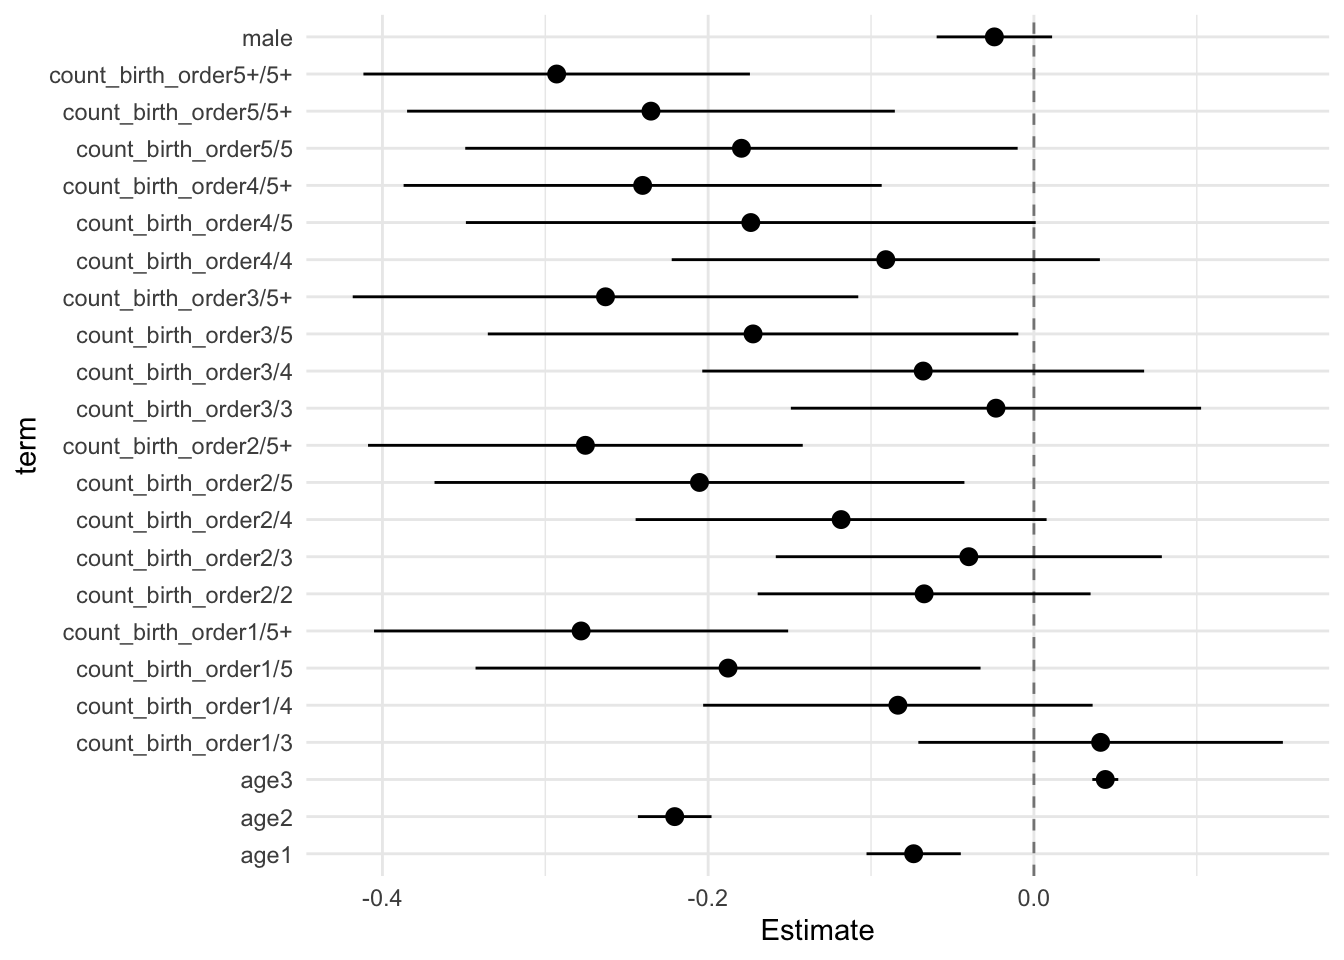 male
count_birth_order5+/5+
count_birth_order5/5+
count_birth_order5/5
count_birth_order4/5+
count_birth_order4/5
count_birth_order4/4
count_birth_order3/5+
count_birth_order3/5
count_birth_order3/4
count_birth_order3/3
count_birth_order2/5+
count_birth_order2/5
count_birth_order2/4
count_birth_order2/3
count_birth_order2/2
count_birth_order1/5+
count_birth_order1/5
count_birth_order1/4
count_birth_order1/3
age3
age2
age1
term
-0.4 -0.2 0.0
Estimate